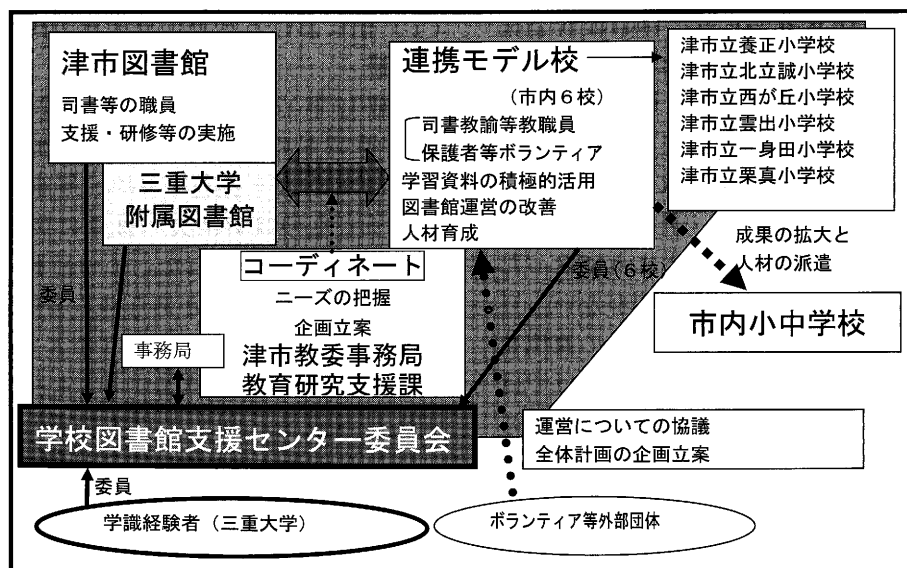 津市図書館
司書等の職員
支援・研修等の実施
三重大学
附属図書館
連携モデル校
(市内6校)
司書教諭等教職員
保護者等ボランティア
学習資料の積極的活用
図書館運営の改善
人材育成
津市立養正小学校
津市立北立誠小学校
津市立西が丘小学校
津市立雲出小学校
津市立一身田小学校
津市立栗真小学校
成果の拡大と
人材の派遣
市内小中学校
コーディネート
ニーズの把握
企画立案
津市教委事務局
教育研究支援課
委員
事務局
委員(6校)
学校図書館支援センター委員会
運営についての協議
全体計画の企画立案
委員
学識経験者(三重大学)
ボランティア等外部団体